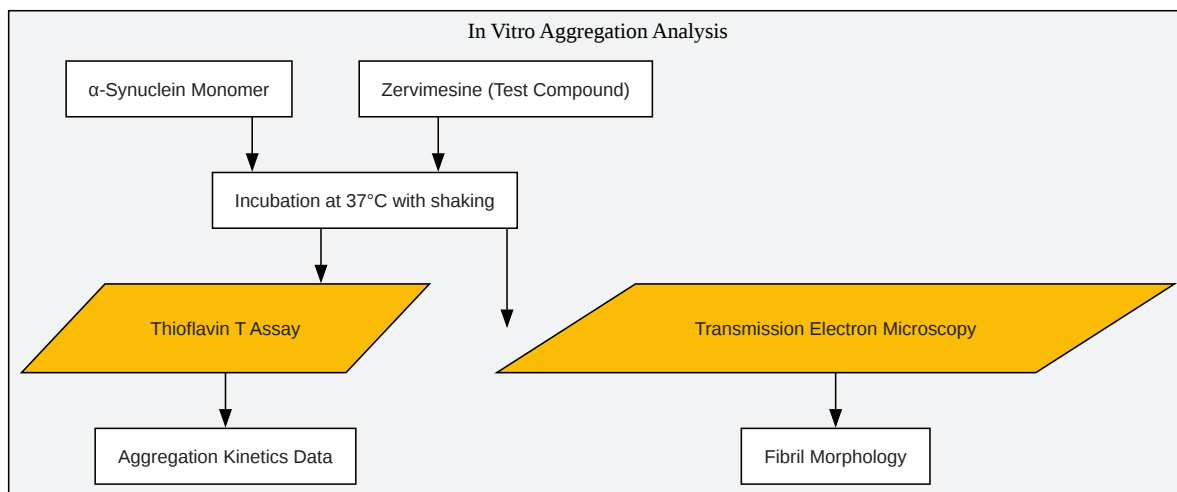 In Vitro Aggregation Analysis
α-Synuclein Monomer
Zervimesine (Test Compound)
Incubation at 37°C with shaking
Thioflavin T Assay
Transmission Electron Microscopy
Aggregation Kinetics Data
Fibril Morphology